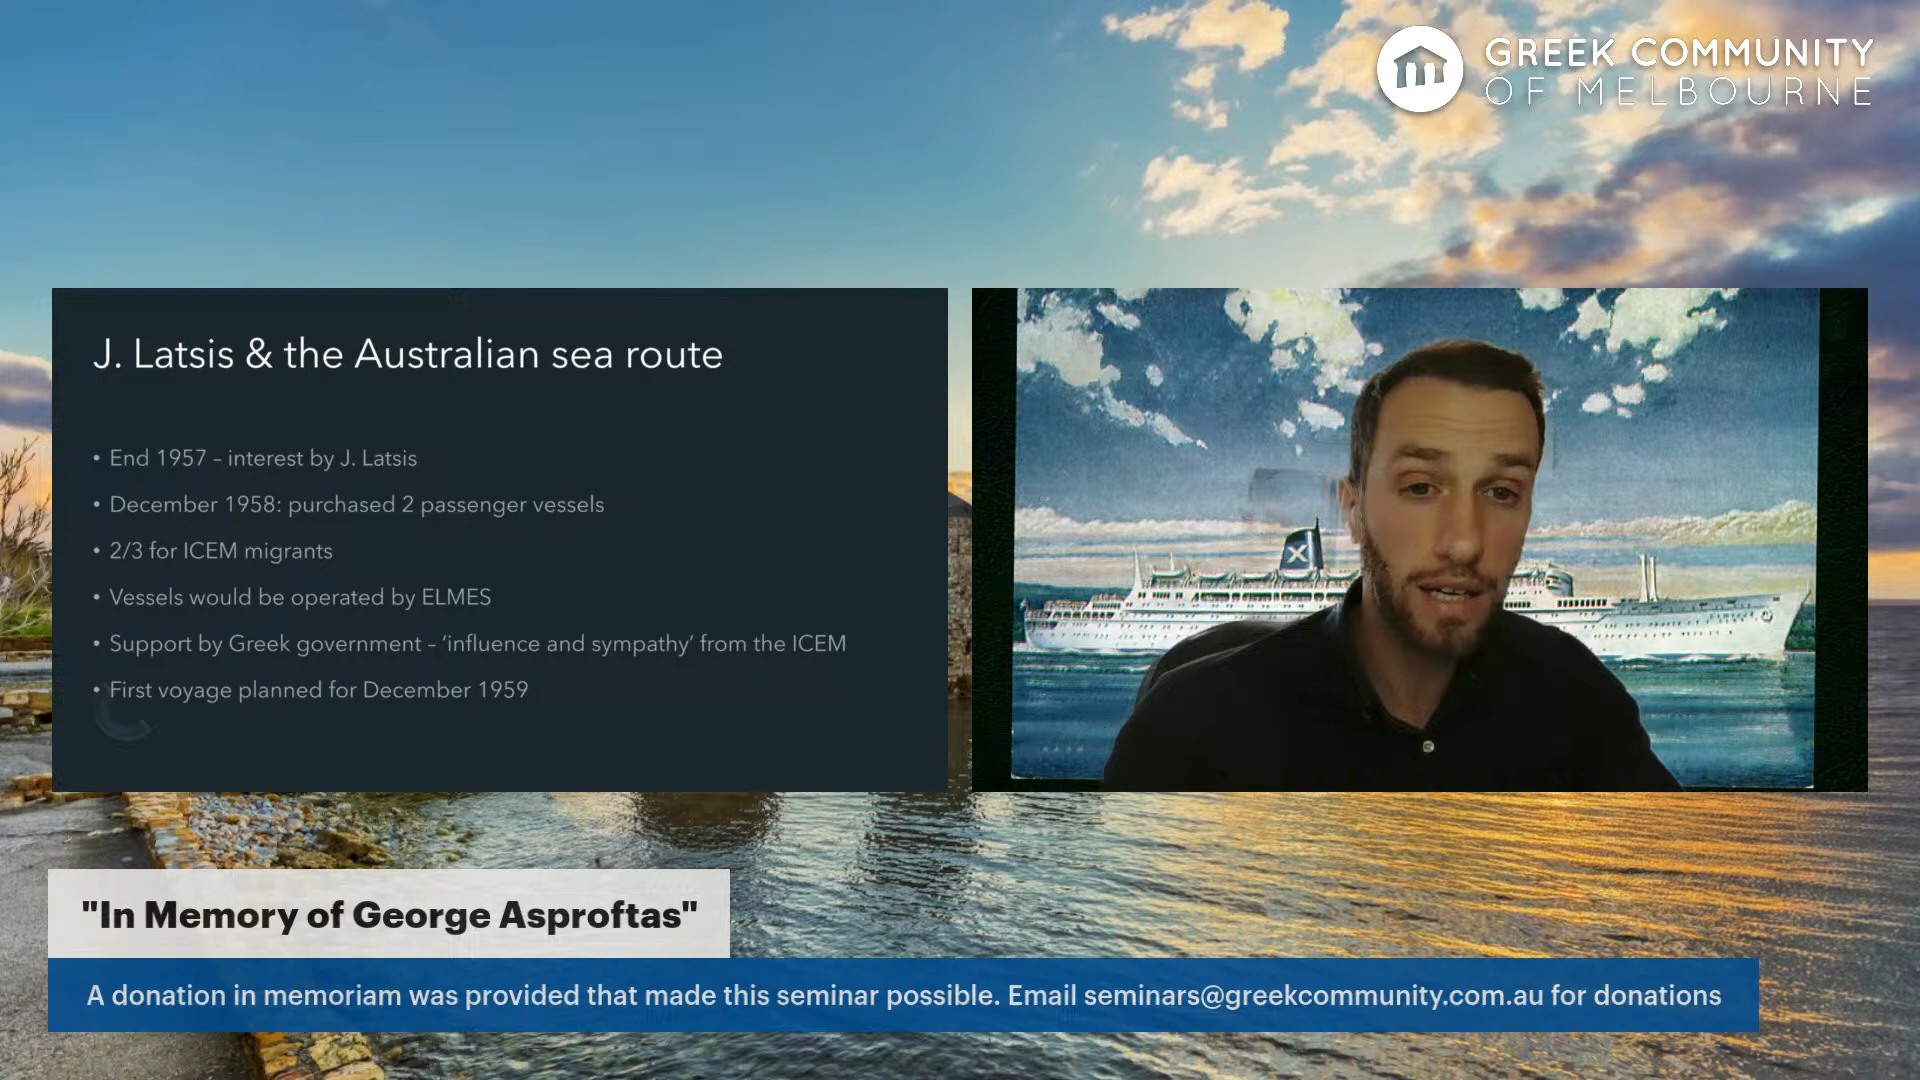 GREEK COMMUNITY
OF MELBOURNE
J. Latsis & the Australian sea route
• End 1957 – interest by J. Latsis
• December 1958: purchased 2 passenger vessels
• 2/3 for ICEM migrants
• Vessels would be operated by ELMES
• Support by Greek government – ‘influence and sympathy’ from the ICEM
• First voyage planned for December 1959
X
"In Memory of George Asproftas"
A donation in memoriam was provided that made this seminar possible. Email seminars@greekcommunity.com.au for donations